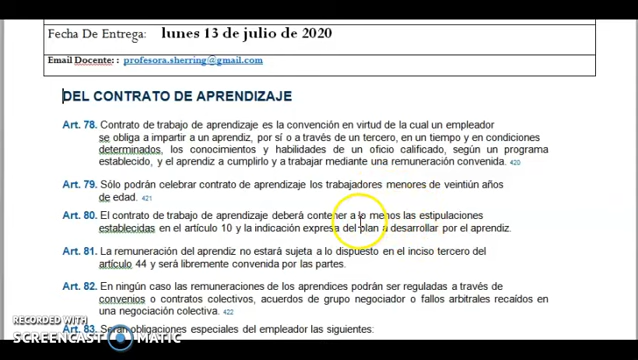 Fecha De Entrega: lunes 13 de julio de 2020
Email Docente: : profesora.sherring@gmail.com
DEL CONTRATO DE APRENDIZAJE
Art. 78. Contrato de trabajo de aprendizaje es la convención en virtud de la cual un empleador
se obliga a impartir a un aprendiz, por sí o a través de un tercero, en un tiempo y en condiciones
determinados, los conocimientos y habilidades de un oficio calificado, según un programa
establecido, y el aprendiz a cumplirlo y a trabajar mediante una remuneración convenida. 420
Art. 79. Sólo podrán celebrar contrato de aprendizaje los trabajadores menores de veintiún años
de edad. 421
Art. 80. El contrato de trabajo de aprendizaje deberá contener a lo menos las estipulaciones
establecidas en el artículo 10 y la indicación expresa del plan a desarrollar por el aprendiz.
Art. 81. La remuneración del aprendiz no estará sujeta a lo dispuesto en el inciso tercero del
artículo 44 y será libremente convenida por las partes.
Art. 82. En ningún caso las remuneraciones de los aprendices podrán ser reguladas a través de
convenios o contratos colectivos, acuerdos de grupo negociador o fallos arbitrales recaídos en
una negociación colectiva. 422
Art. 83. Serán obligaciones especiales del empleador las siguientes:
RECORDED WITH
SCREENCAST MATIC